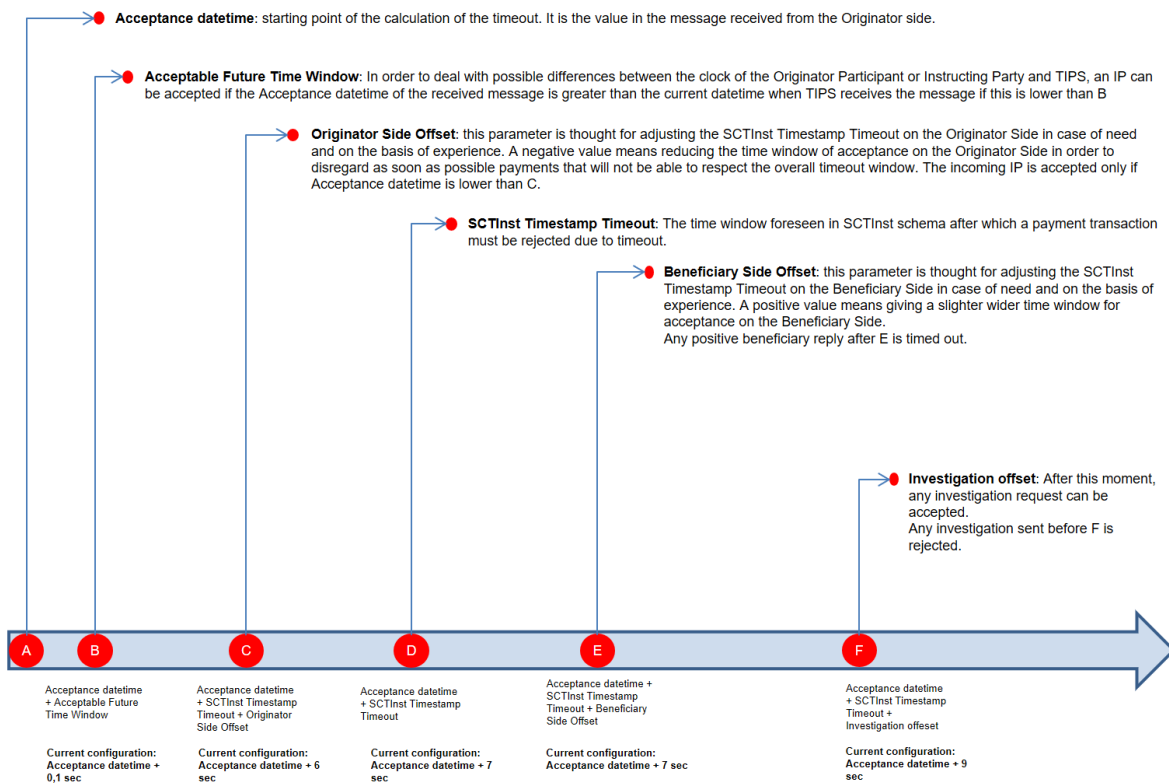 Acceptance datetime: starting point of the calculation of the timeout. It is the value in the message received from the Originator side.
Acceptable Future Time Window: In order to deal with possible differences between the clock of the Originator Participant or Instructing Party and TIPS, an IP can
be accepted if the Acceptance datetime of the received message is greater than the current datetime when TIPS receives the message if this is lower than B
Originator Side Offset: this parameter is thought for adjusting the SCTInst Timestamp Timeout on the Originator Side in case of need
and on the basis of experience. A negative value means reducing the time window of acceptance on the Originator Side in order to
disregard as soon as possible payments that will not be able to respect the overall timeout window. The incoming IP is accepted only if
Acceptance datetime is lower than C.
SCTInst Timestamp Timeout: The time window foreseen in SCTInst schema after which a payment transaction
must be rejected due to timeout.
Beneficiary Side Offset: this parameter is thought for adjusting the SCTInst
Timestamp Timeout on the Beneficiary Side in case of need and on the basis of
experience. A positive value means giving a slighter wider time window for
acceptance on the Beneficiary Side.
Any positive beneficiary reply after E is timed out.
Investigation offset: After this moment,
any investigation request can be
accepted.
Any investigation sent before F is
rejected.
A
B
C
D
E
F
Acceptance datetime
+ Acceptable Future
Time Window
Current configuration:
Acceptance datetime +
0,1 sec
Acceptance datetime
+ SCTInst Timestamp
Timeout + Originator
Side Offset
Current configuration:
Acceptance datetime + 6
sec
Acceptance datetime
+ SCTInst Timestamp
Timeout
Current configuration:
Acceptance datetime + 7
sec
Acceptance datetime +
SCTInst Timestamp
Timeout + Beneficiary
Side Offset
Current configuration:
Acceptance datetime + 7 sec
Acceptance datetime
+ SCTInst Timestamp
Timeout +
Investigation offeset
Current configuration:
Acceptance datetime + 9
sec